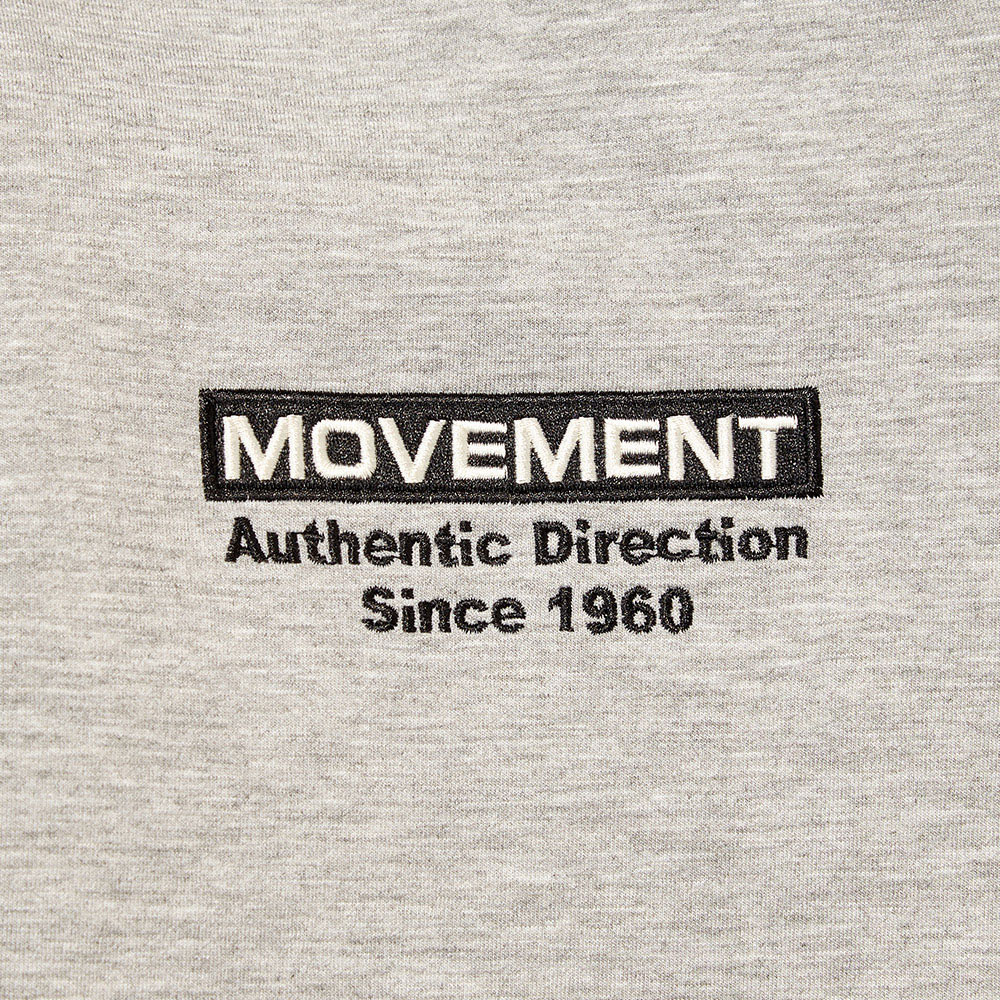 MOVEMENT
Authentic Direction
Since 1960